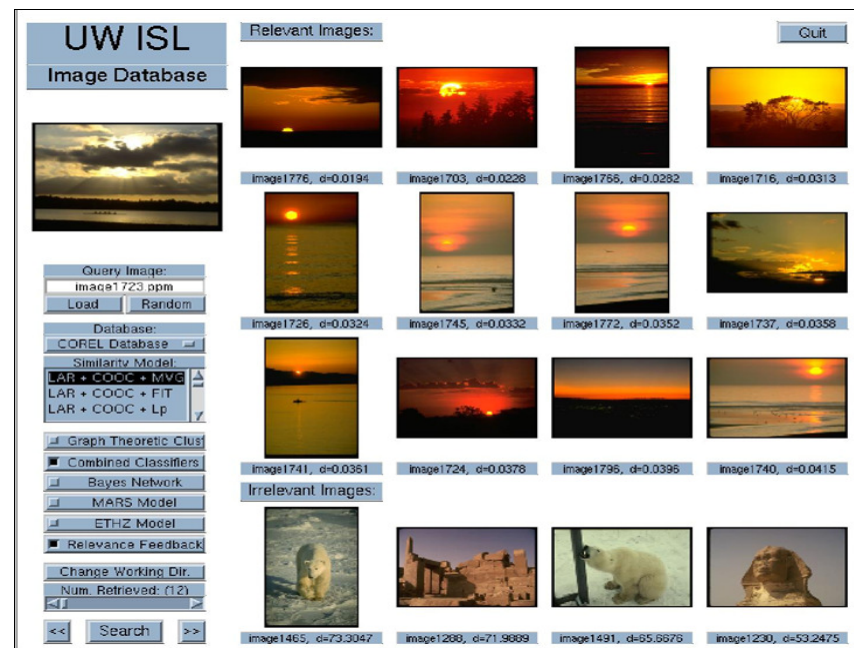 UW ISL
Image Database
Query Image:
image1723.ppm
Load Random
Database:
COREL Database
Similarity Model:
LAR + COOC + MVG
LAR + COOC + FIT
LAR + COOC + Lp
Graph Theoretic Clust
Combined Classifiers
Bayes Network
MARS Model
ETHZ Model
Relevance Feedback
Change Working Dir.
Num. Retrieved: (12)
<< Search >>
Relevant Images:
Quit
image1776, d=0.0194
image1703, d=0.0228
image1766, d=0.0282
image1716, d=0.0313
image1726, d=0.0324
image1745, d=0.0332
image1772, d=0.0352
image1737, d=0.0358
image1741, d=0.0361
image1724, d=0.0378
image1796, d=0.0396
image1740, d=0.0415
Irrelevant Images:
image1465, d=73.3047
image1288, d=71.9889
image1491, d=65.6676
image1230, d=53.2475